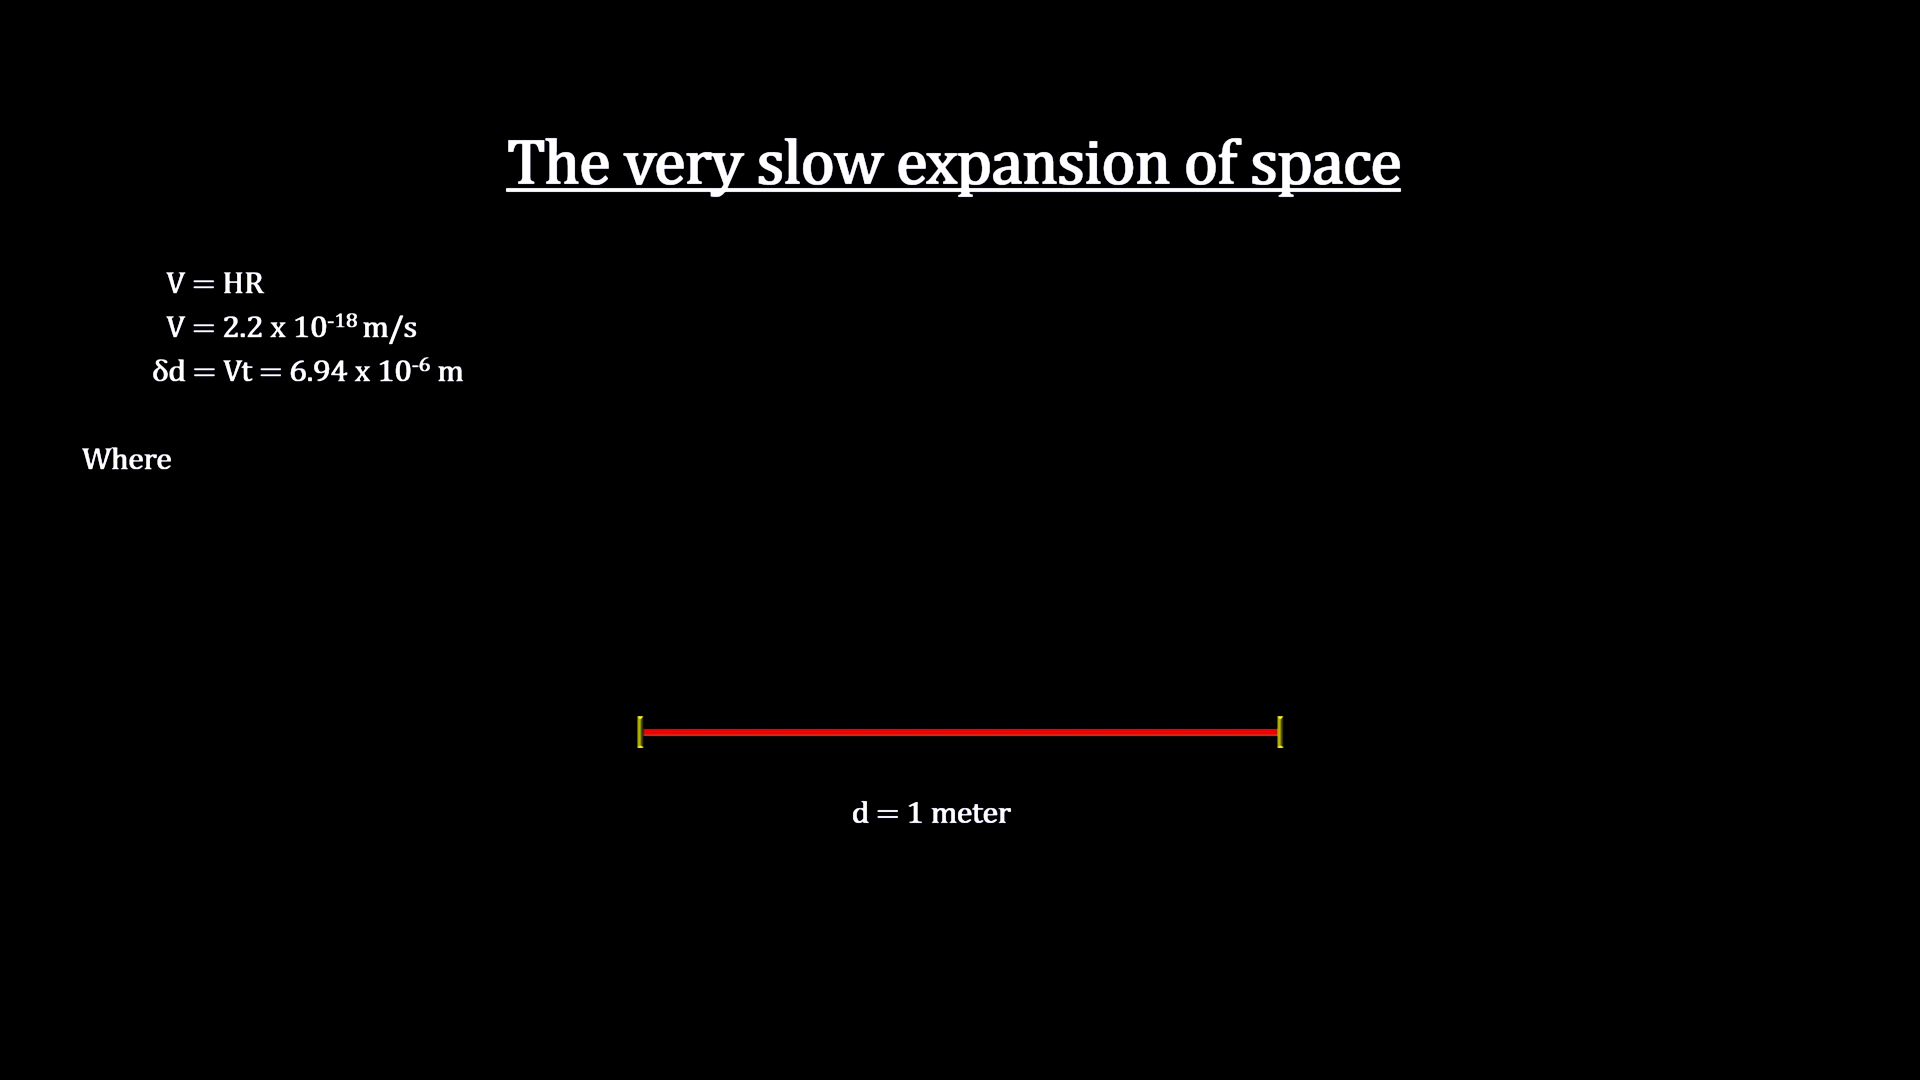 The very slow expansion of space
V = HR
V = 2.2 x 10⁻¹⁸ m/s
δd = Vt = 6.94 x 10⁻⁶ m
Where
d = 1 meter